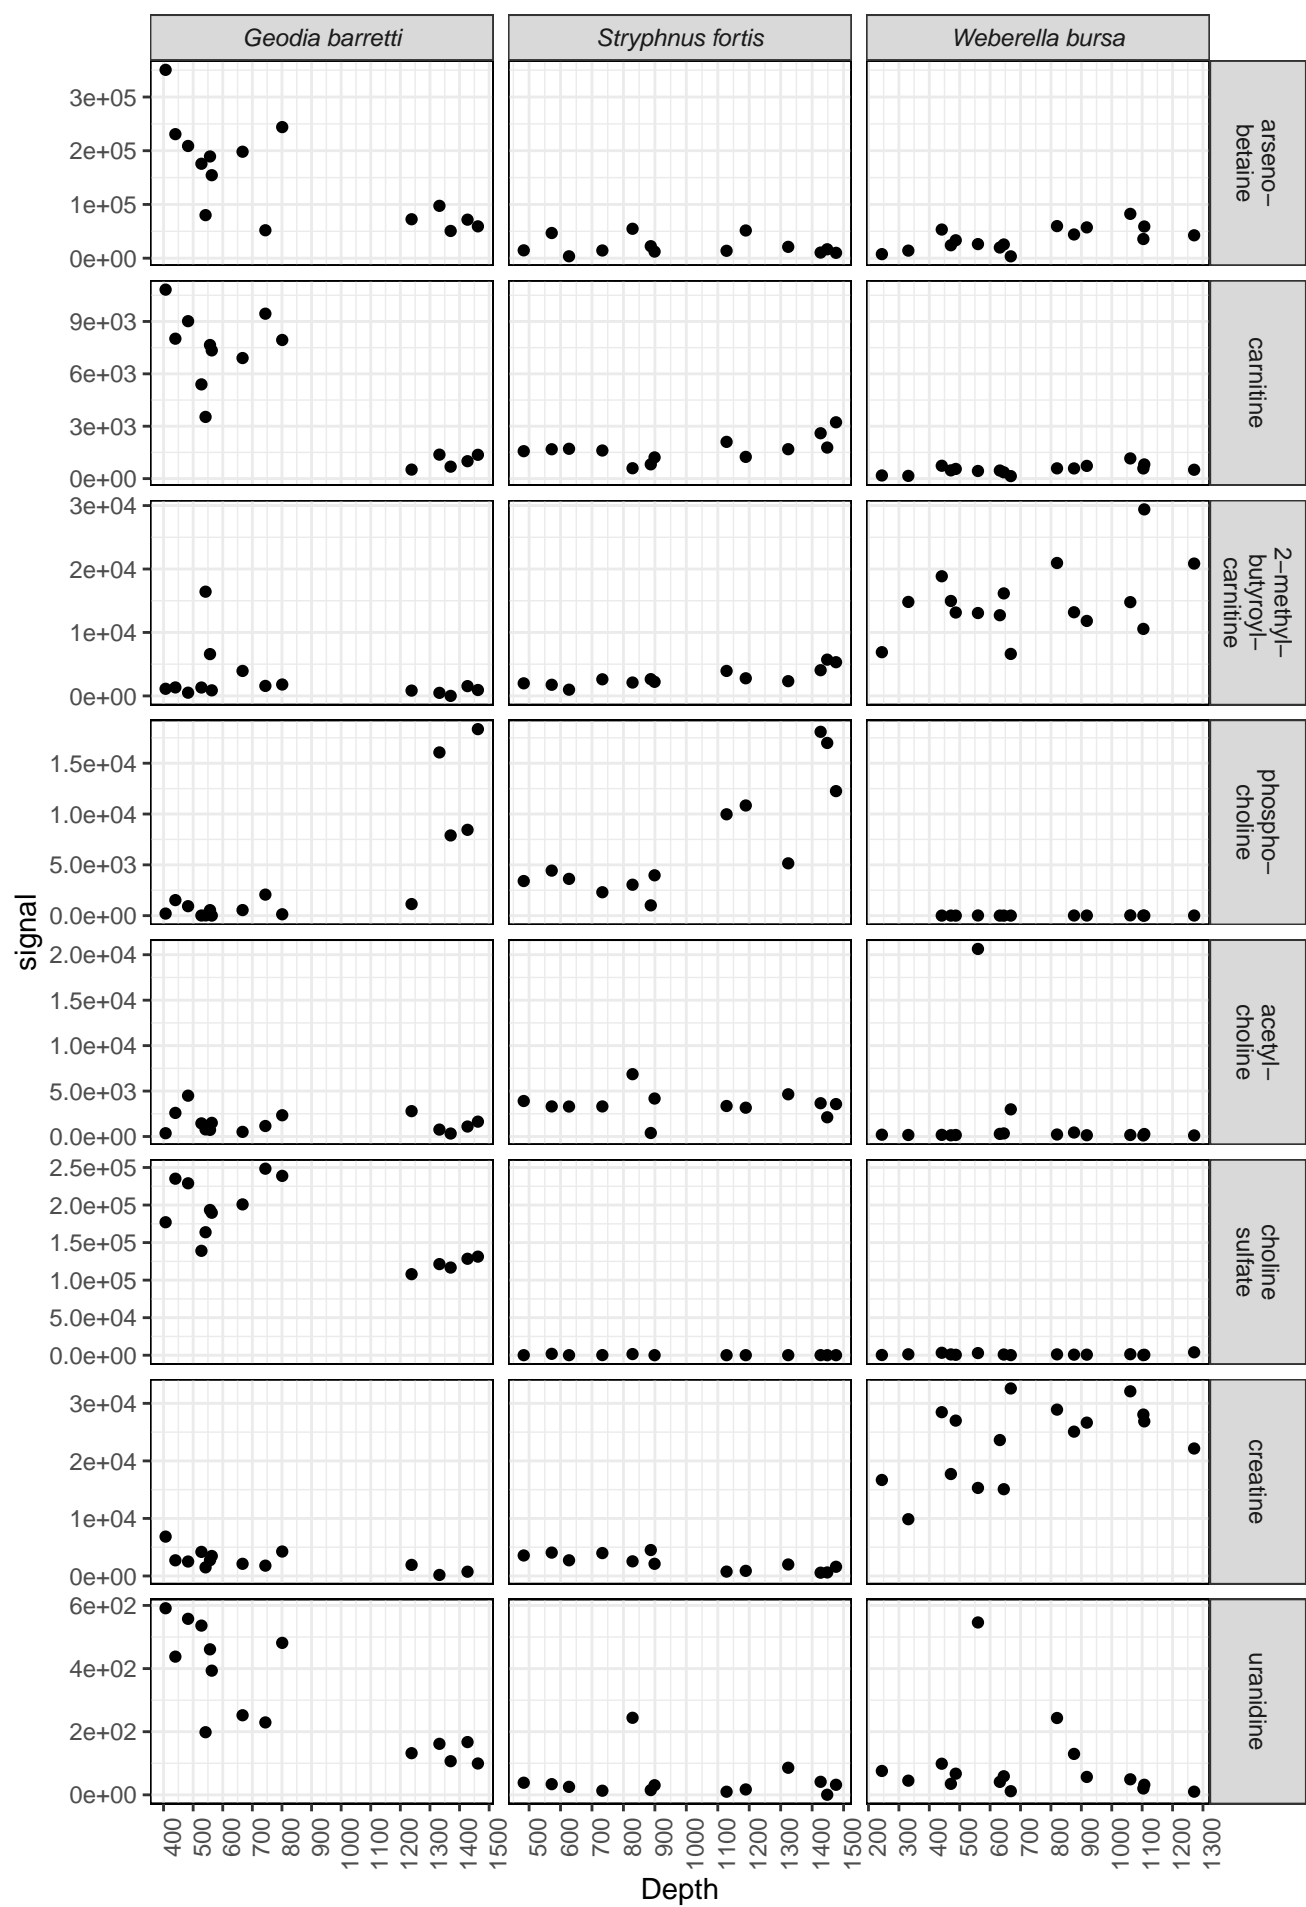 Geodia barretti
Stryphnus fortis
Weberella bursa
3e+05
2e+05
1e+05
0e+00
arseno−
betaine
9e+03
6e+03
3e+03
0e+00
carnitine
3e+04
2e+04
1e+04
0e+00
2−methyl−
butyroyl−
carnitine
1.5e+04
1.0e+04
5.0e+03
0.0e+00
phospho−
choline
signal
2.0e+04
1.5e+04
1.0e+04
5.0e+03
0.0e+00
acetyl−
choline
2.5e+05
2.0e+05
1.5e+05
1.0e+05
5.0e+04
0.0e+00
choline
sulfate
3e+04
2e+04
1e+04
0e+00
creatine
6e+02
4e+02
2e+02
0e+00
uranidine
400 500 600 700 800 900 1000 1100 1200 1300 1400 1500
500 600 700 800 900 1000 1100 1200 1300 1400 1500
200 300 400 500 600 700 800 900 1000 1100 1200 1300
Depth